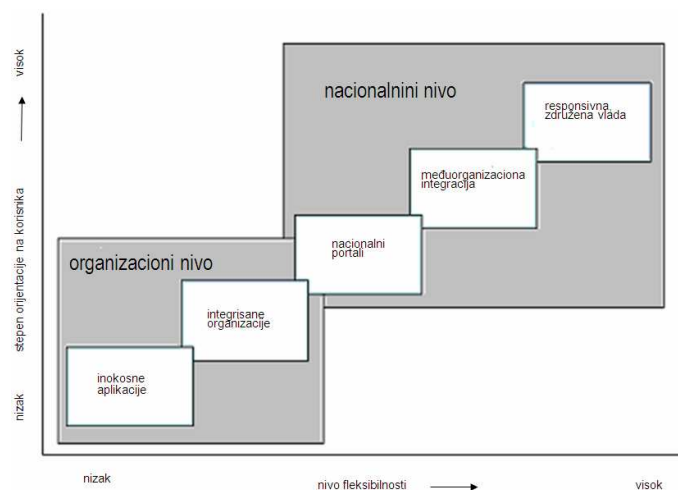 visok
stepen orijentacije na korisnika
nizak
nacionalnini nivo
responsivna
združena vlada
međuorganizaciona
integracija
nacionalni
portali
organizacioni nivo
integrisane
organizacije
inokosne
aplikacije
nizak
nivo fleksibilnosti
visok